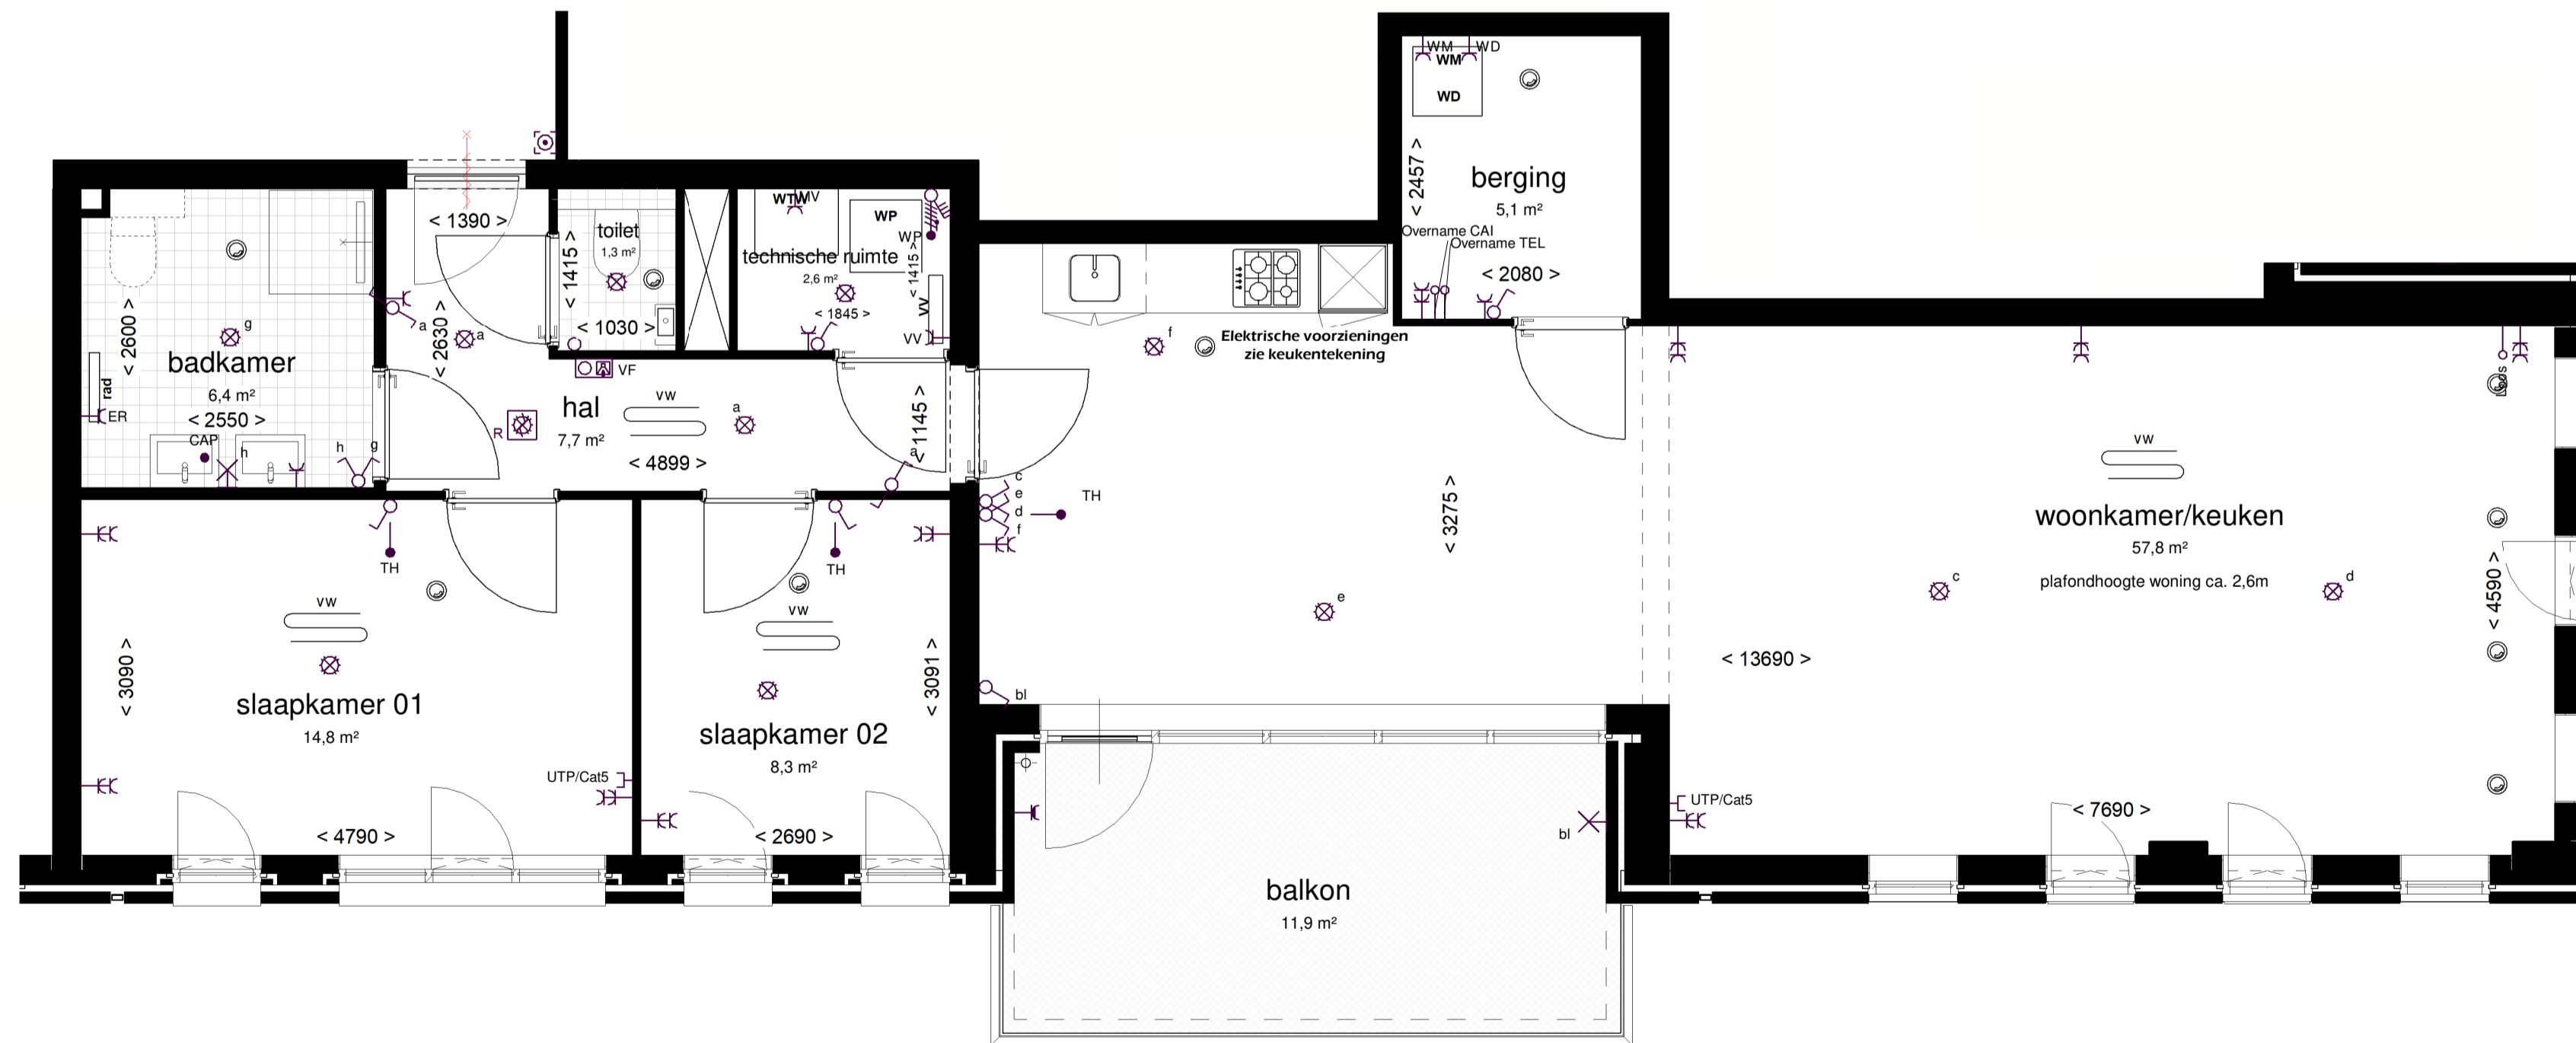 WM WD
WM
WD
berging
5,1 m²
< 2457 >
Overname CAI
Overname TEL
< 2080 >
< 1390 >
toilet
1,3 m²
< 1415 >
< 1030 >
WTW
MV
WP
WP
technische ruimte
2,6 m²
< 1415 >
< 1845 >
VV
VV
g
badkamer
6,4 m²
< 2600 >
< 2550 >
rad
ER
CAP
h
h
g
a
a
< 2630 >
VF
hal
7,7 m²
R
vw
a
< 4899 >
< 1145 >
a
f
Elektrische voorzieningen
zie keukentekening
c
e
d
f
TH
< 3275 >
e
bl
vw
woonkamer/keuken
57,8 m²
plafondhoogte woning ca. 2,6m
c
d
Los
< 4590 >
< 13690 >
< 7690 >
UTP/Cat5
TH
vw
slaapkamer 01
14,8 m²
< 3090 >
< 4790 >
UTP/Cat5
TH
vw
slaapkamer 02
8,3 m²
< 3091 >
< 2690 >
bl
balkon
11,9 m²